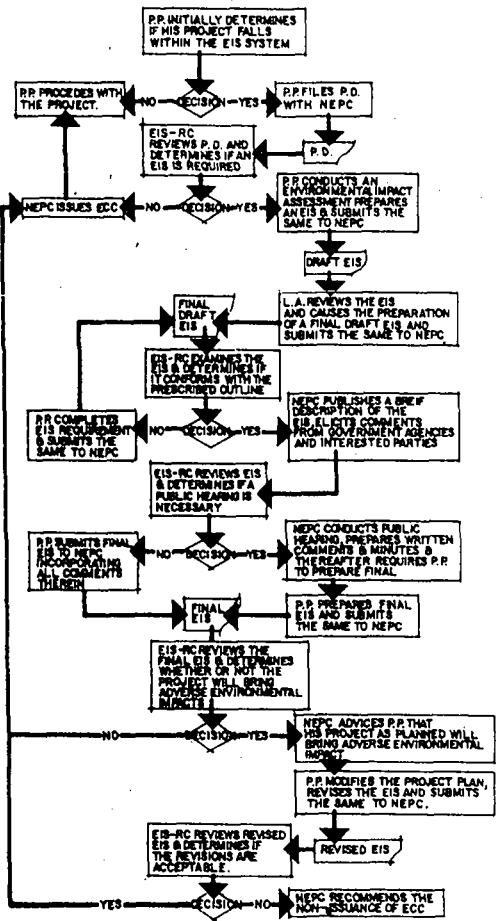 P.P. INITIALLY DETERMINES
IF HIS PROJECT FALLS
WITHIN THE EIS SYSTEM
P.P. PROCEDES WITH
THE PROJECT.
NO
DECISION
YES
P.P. FILES P.D.
WITH NEPC
EIS-RC
REVIEWS P.D. AND
DETERMINES IF AN
EIS IS REQUIRED
P.D.
NEPC ISSUES ECC
NO
DECISION
YES
P.P. CONDUCTS AN
ENVIRONMENTAL IMPACT
ASSESSMENT PREPARES
AN EIS & SUBMITS THE
SAME TO NEPC
DRAFT EIS
FINAL
DRAFT
EIS
L.A. REVIEWS THE EIS
AND CAUSES THE PREPARATION
OF A FINAL DRAFT EIS AND
SUBMITS THE SAME TO NEPC
EIS-RC EXAMINES THE
EIS & DETERMINES IF
IT CONFORMS WITH THE
PRESCRIBED OUTLINE
P.P. COMPLETES
EIS REQUIREMENT
& SUBMITS THE
SAME TO NEPC
NO
DECISION
YES
NEPC PUBLISHES A BREIF
DESCRIPTION OF THE
EIS, ELICITS COMMENTS
FROM GOVERNMENT AGENCIES
AND INTERESTED PARTIES
EIS-RC REVIEWS EIS
& DETERMINES IF A
PUBLIC HEARING IS
NECESSARY
P.P. SUBMITS FINAL
EIS TO NEPC
INCORPORATING
ALL COMMENTS
THEREIN
NO
DECISION
YES
NEPC CONDUCTS PUBLIC
HEARING, PREPARES WRITTEN
COMMENTS & MINUTES &
THEREAFTER REQUIRES P.P.
TO PREPARE FINAL
FINAL
EIS
P.P. PREPARES FINAL
EIS AND SUBMITS
THE SAME TO NEPC
EIS-RC REVIEWS THE
FINAL EIS & DETERMINES
WHETHER OR NOT THE
PROJECT WILL BRING
ADVERSE ENVIRONMENTAL
IMPACTS
NO
DECISION
YES
NEPC ADVICES P.P. THAT
HIS PROJECT AS PLANNED WILL
BRING ADVERSE ENVIRONMENTAL
IMPACT
P.P. MODIFIES THE PROJECT PLAN,
REVISES THE EIS AND SUBMITS
THE SAME TO NEPC.
EIS-RC REVIEWS REVISED
EIS & DETERMINES IF
THE REVISIONS ARE
ACCEPTABLE.
REVISED EIS
YES
DECISION
NO
NEPC RECOMMENDS THE
NON-ISSUANCE OF ECC